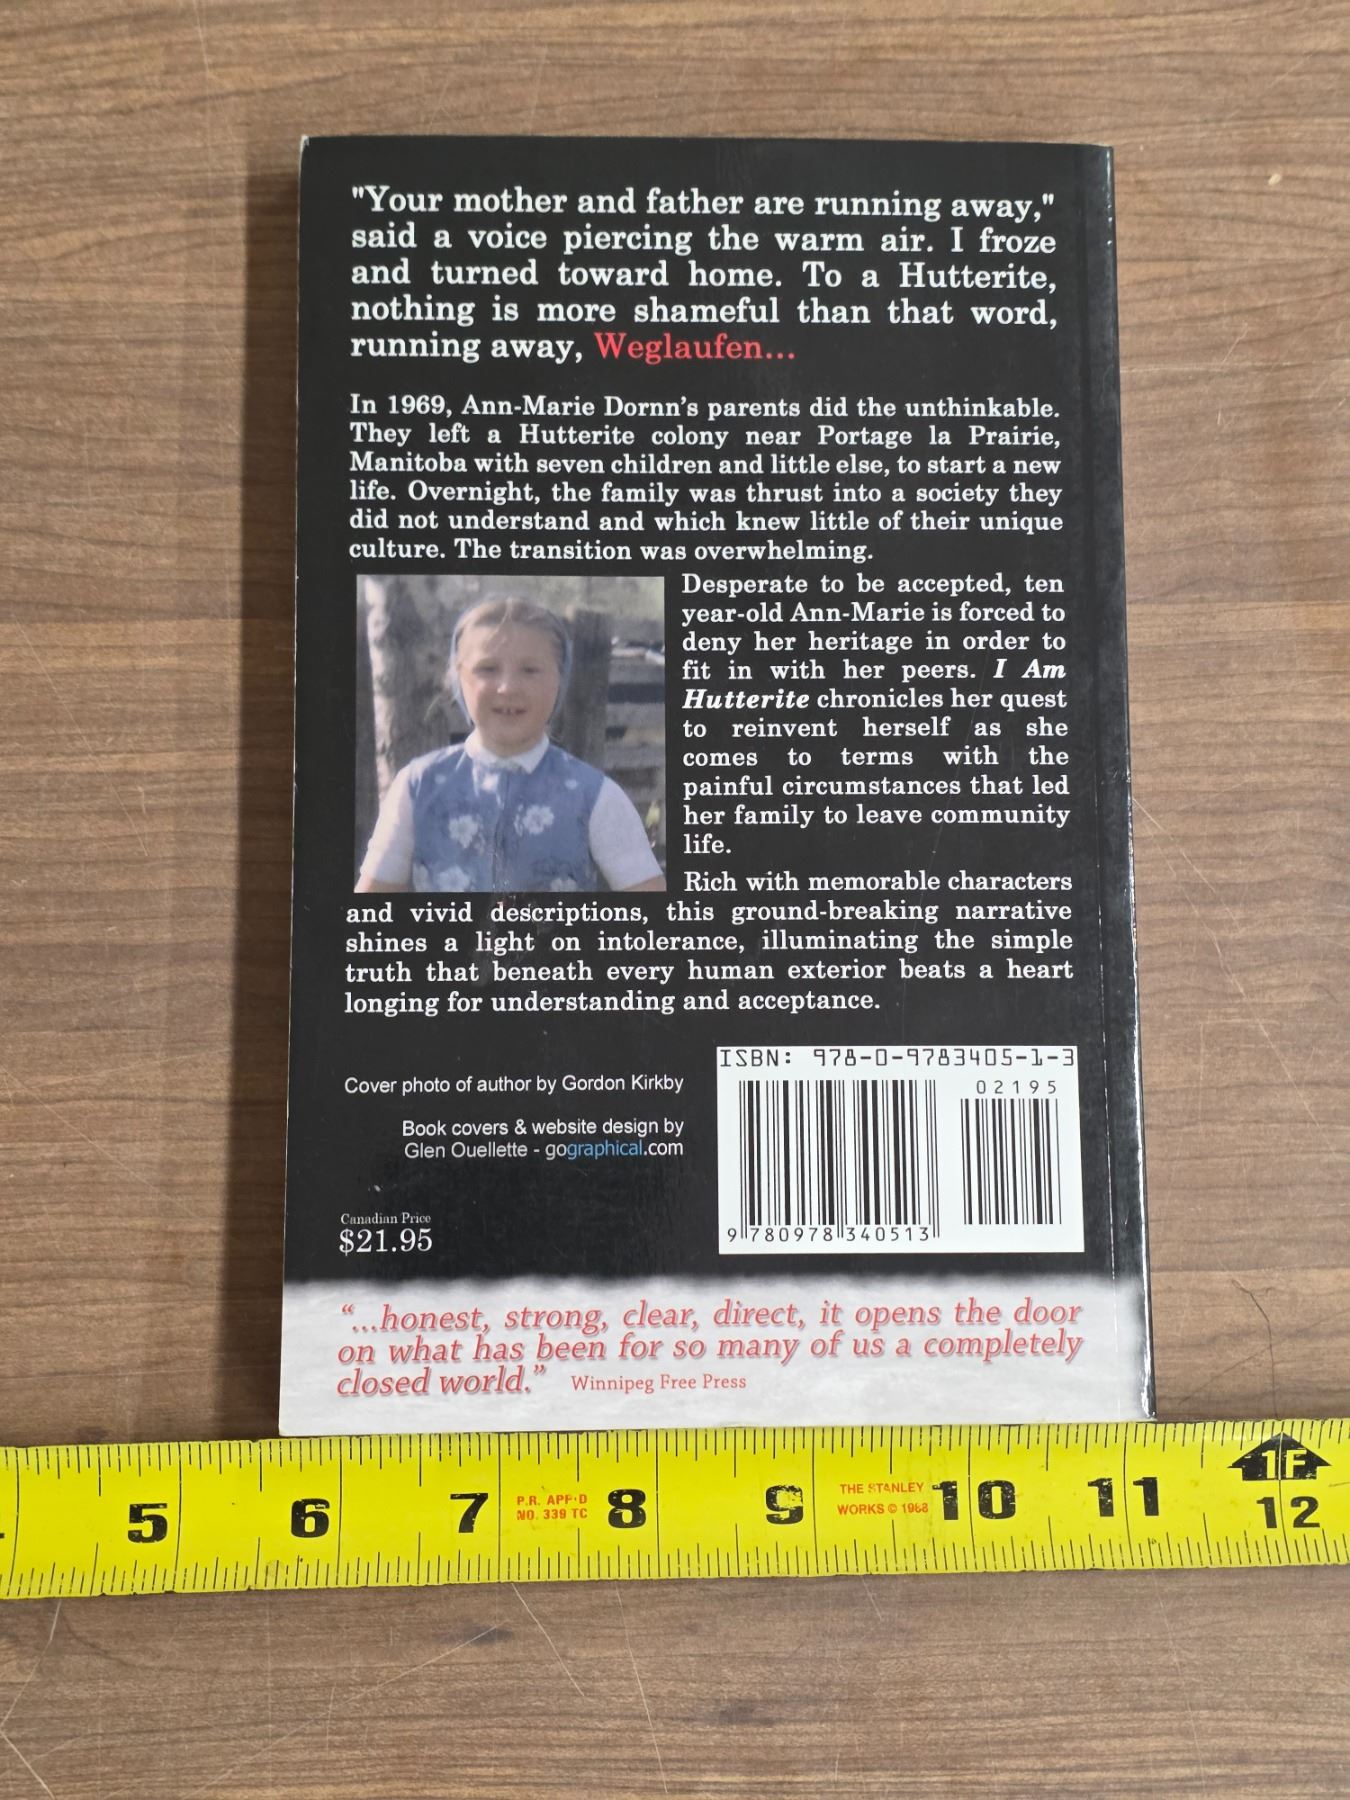 "Your mother and father are running away,"
said a voice piercing the warm air. I froze
and turned toward home. To a Hutterite,
nothing is more shameful than that word,
running away, Weglaufen...
In 1969, Ann-Marie Dornn's parents did the unthinkable.
They left a Hutterite colony near Portage la Prairie,
Manitoba with seven children and little else, to start a new
life. Overnight, the family was thrust into a society they
did not understand and which knew little of their unique
culture. The transition was overwhelming.
Desperate to be accepted, ten
year-old Ann-Marie is forced to
deny her heritage in order to
fit in with her peers. I Am
Hutterite chronicles her quest
to reinvent herself as she
comes to terms with the
painful circumstances that led
her family to leave community
life.
Rich with memorable characters
and vivid descriptions, this ground-breaking narrative
shines a light on intolerance, illuminating the simple
truth that beneath every human exterior beats a heart
longing for understanding and acceptance.
Cover photo of author by Gordon Kirkby
Book covers & website design by
Glen Ouellette - gographical.com
Canadian Price
$21.95
ISBN: 978-0-9783405-1-3
02195
9 780978 340513
“...honest, strong, clear, direct, it opens the door
on what has been for so many of us a completely
closed world.” Winnipeg Free Press
5 6 7 8 9 10 11 12
P.R. APP'D
NO. 339 TC
THE STANLEY
WORKS © 1968
1F